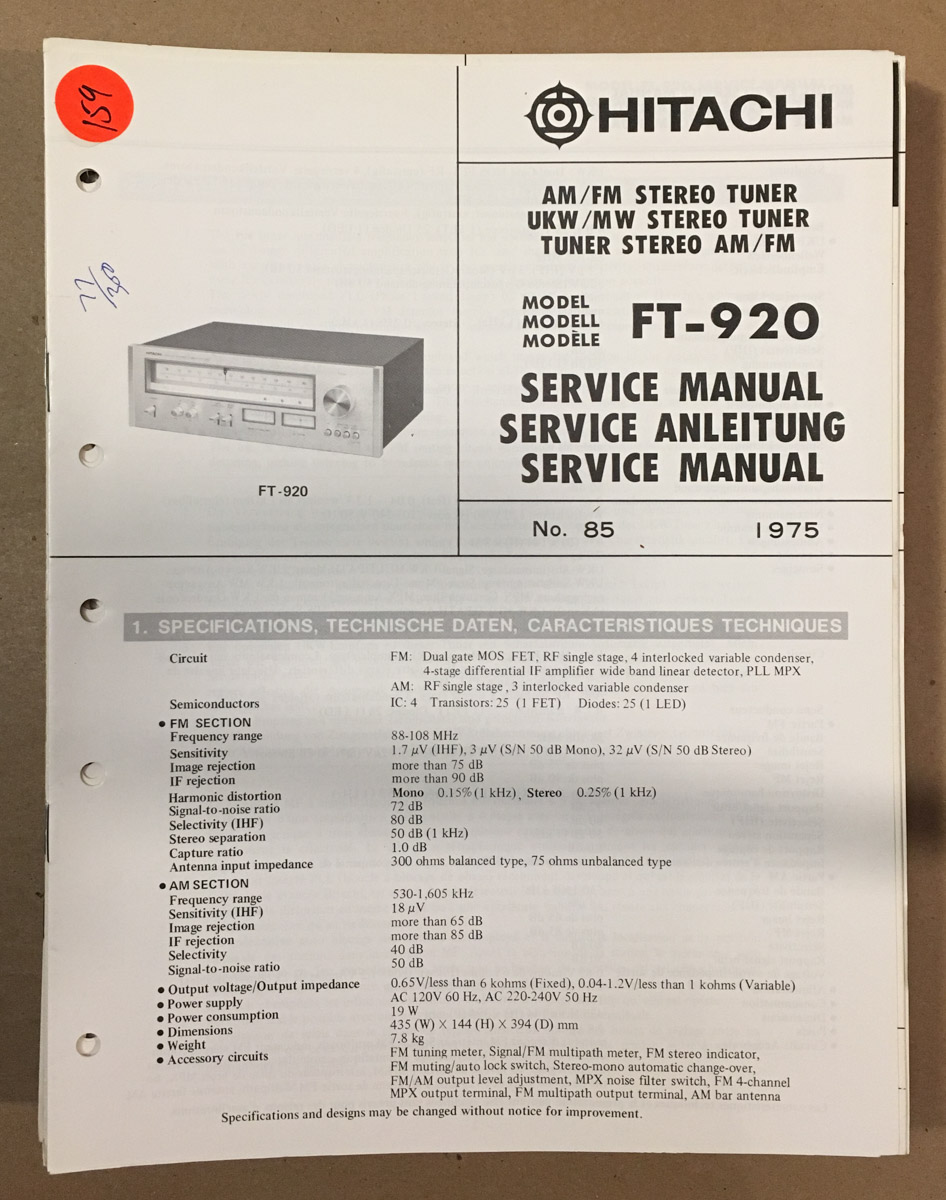 159
77/200
HITACHI
AM/FM STEREO TUNER
UKW/MW STEREO TUNER
TUNER STEREO AM/FM
MODEL
MODELL
MODÈLE
FT-920
SERVICE MANUAL
SERVICE ANLEITUNG
SERVICE MANUAL
HITACHI
FT-920
No. 85 1975
1. SPECIFICATIONS, TECHNISCHE DATEN, CARACTERISTIQUES TECHNIQUES
Circuit FM: Dual gate MOS FET, RF single stage, 4 interlocked variable condenser,
4-stage differential IF amplifier wide band linear detector, PLL MPX
AM: RF single stage, 3 interlocked variable condenser
Semiconductors IC: 4 Transistors: 25 (1 FET) Diodes: 25 (1 LED)
• FM SECTION
Frequency range 88-108 MHz
Sensitivity 1.7 μV (IHF), 3 μV (S/N 50 dB Mono), 32 μV (S/N 50 dB Stereo)
Image rejection more than 75 dB
IF rejection more than 90 dB
Harmonic distortion Mono 0.15% (1 kHz), Stereo 0.25% (1 kHz)
Signal-to-noise ratio 72 dB
Selectivity (IHF) 80 dB
Stereo separation 50 dB (1 kHz)
Capture ratio 1.0 dB
Antenna input impedance 300 ohms balanced type, 75 ohms unbalanced type
• AM SECTION
Frequency range 530-1,605 kHz
Sensitivity (IHF) 18 μV
Image rejection more than 65 dB
IF rejection more than 85 dB
Selectivity 40 dB
Signal-to-noise ratio 50 dB
• Output voltage/Output impedance 0.65V/less than 6 kohms (Fixed), 0.04-1.2V/less than 1 kohms (Variable)
• Power supply AC 120V 60 Hz, AC 220-240V 50 Hz
• Power consumption 19 W
• Dimensions 435 (W) X 144 (H) X 394 (D) mm
• Weight 7.8 kg
• Accessory circuits FM tuning meter, Signal/FM multipath meter, FM stereo indicator,
FM muting/auto lock switch, Stereo-mono automatic change-over,
FM/AM output level adjustment, MPX noise filter switch, FM 4-channel
MPX output terminal, FM multipath output terminal, AM bar antenna
Specifications and designs may be changed without notice for improvement.